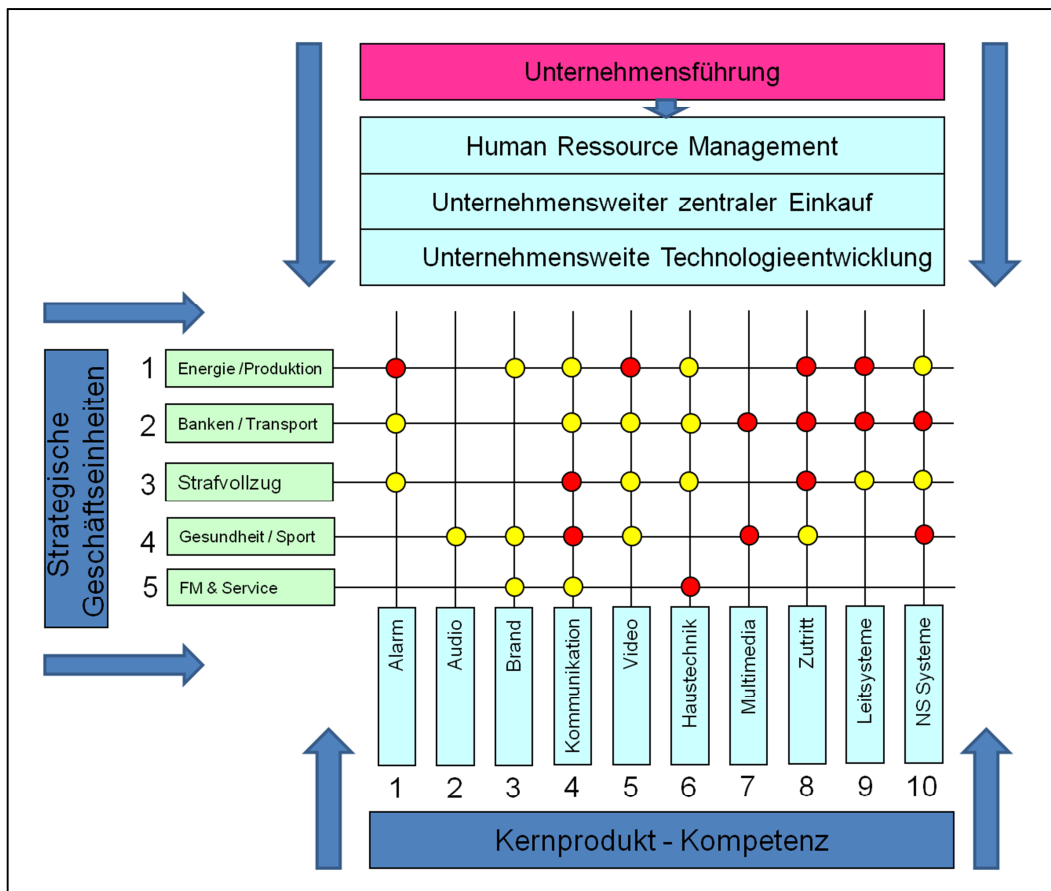 Unternehmensführung
Human Ressource Management
Unternehmensweiter zentraler Einkauf
Unternehmensweite Technologieentwicklung
Strategische
Geschäftseinheiten
1 Energie /Produktion
2 Banken / Transport
3 Strafvollzug
4 Gesundheit / Sport
5 FM & Service
Alarm
Audio
Brand
Kommunikation
Video
Haustechnik
Multimedia
Zutritt
Leitsysteme
NS Systeme
1 2 3 4 5 6 7 8 9 10
Kernprodukt - Kompetenz